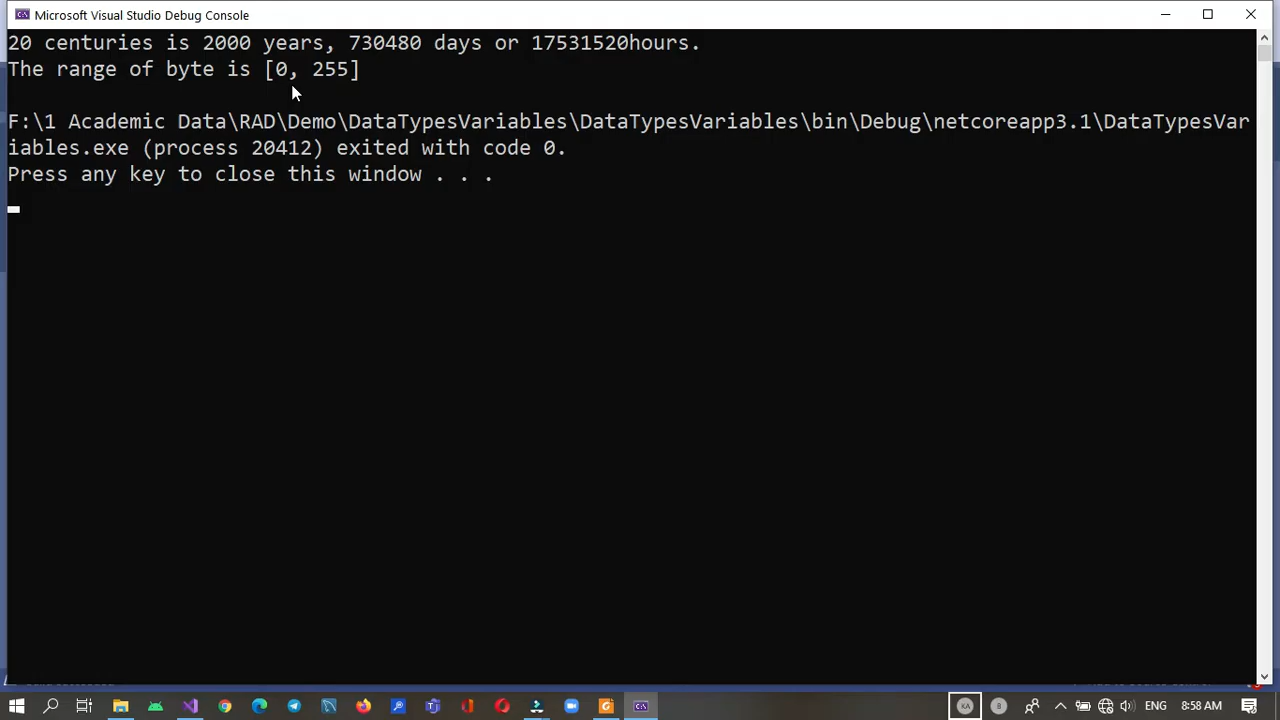 Microsoft Visual Studio Debug Console
20 centuries is 2000 years, 730480 days or 17531520hours.
The range of byte is [0, 255]
F:\1 Academic Data\RAD\Demo\DataTypesVariables\DataTypesVariables\bin\Debug\netcoreapp3.1\DataTypesVar
iables.exe (process 20412) exited with code 0.
Press any key to close this window . . .
KA
8
ENG
8:58 AM